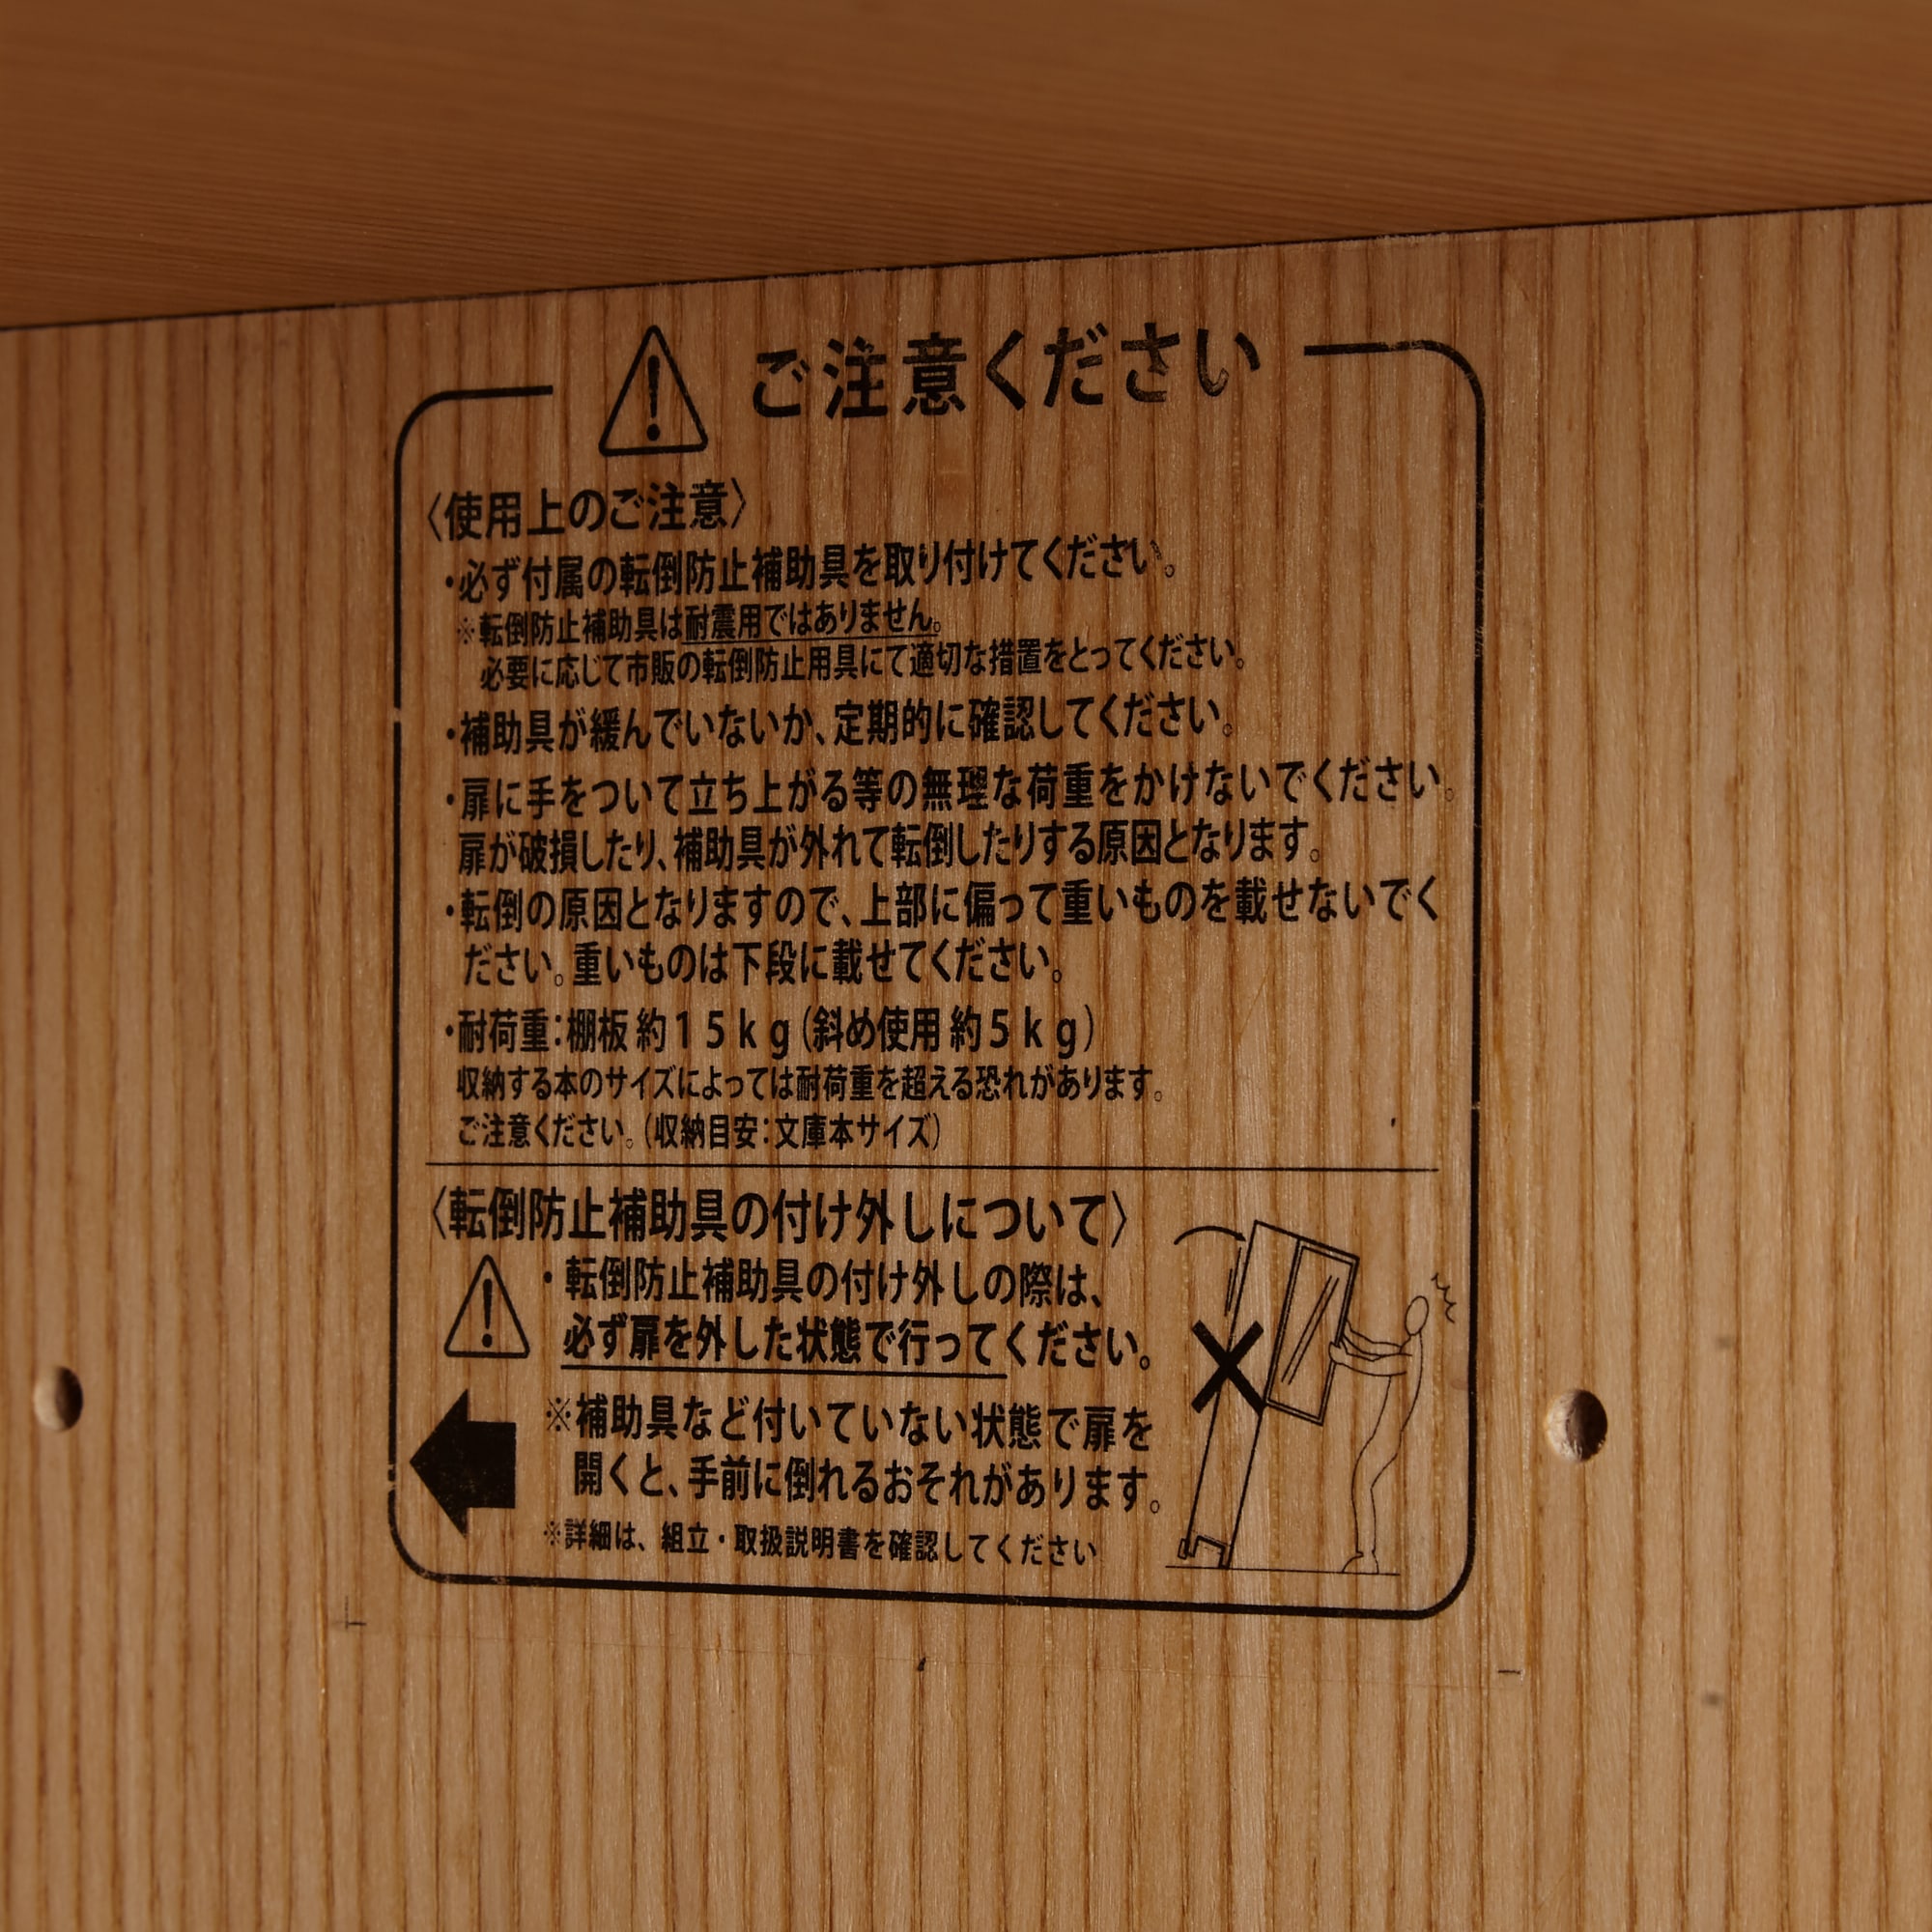 ご注意ください
〈使用上のご注意〉
・必ず付属の転倒防止補助具を取り付けてください。
※転倒防止補助具は耐震用ではありません。
必要に応じて市販の転倒防止用具にて適切な措置をとってください。
・補助具が緩んでいないか、定期的に確認してください。
・扉に手をついて立ち上がる等の無理な荷重をかけないでください。
扉が破損したり、補助具が外れて転倒したりする原因となります。
・転倒の原因となりますので、上部に偏って重いものを載せないでく
ださい。重いものは下段に載せてください。
・耐荷重：棚板 約15kg（斜め使用 約5kg）
収納する本のサイズによっては耐荷重を超える恐れがあります。
ご注意ください。（収納目安：文庫本サイズ）
〈転倒防止補助具の付け外しについて〉
・転倒防止補助具の付け外しの際は、
必ず扉を外した状態で行ってください。
※補助具など付いていない状態で扉を
開くと、手前に倒れるおそれがあります。
※詳細は、組立・取扱説明書を確認してください